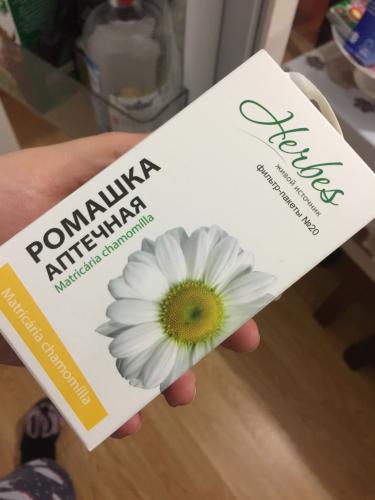 Herbes
живой источник
фильтр-пакеты №20
РОМАШКА
АПТЕЧНАЯ
Matricária chamomilla
Matricária chamomilla